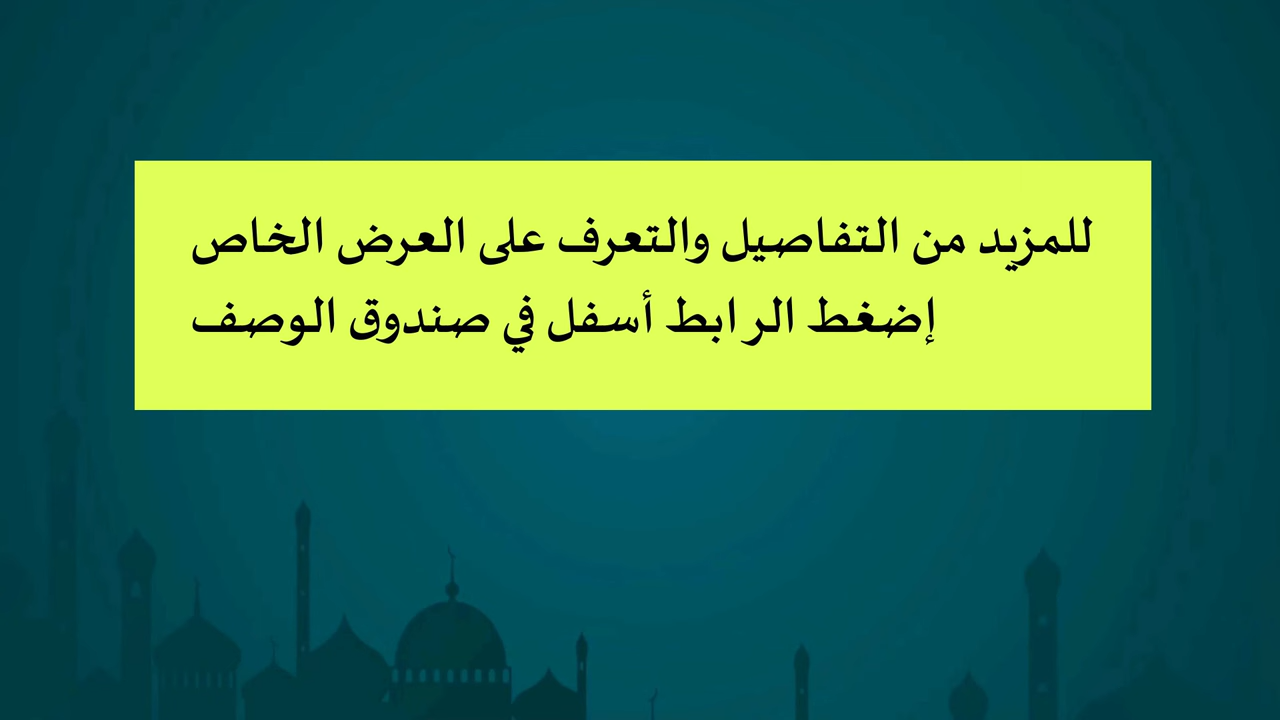 للمزيد من التفاصيل والتعرف على العرض الخاص
إضغط الرابط أسفل في صندوق الوصف